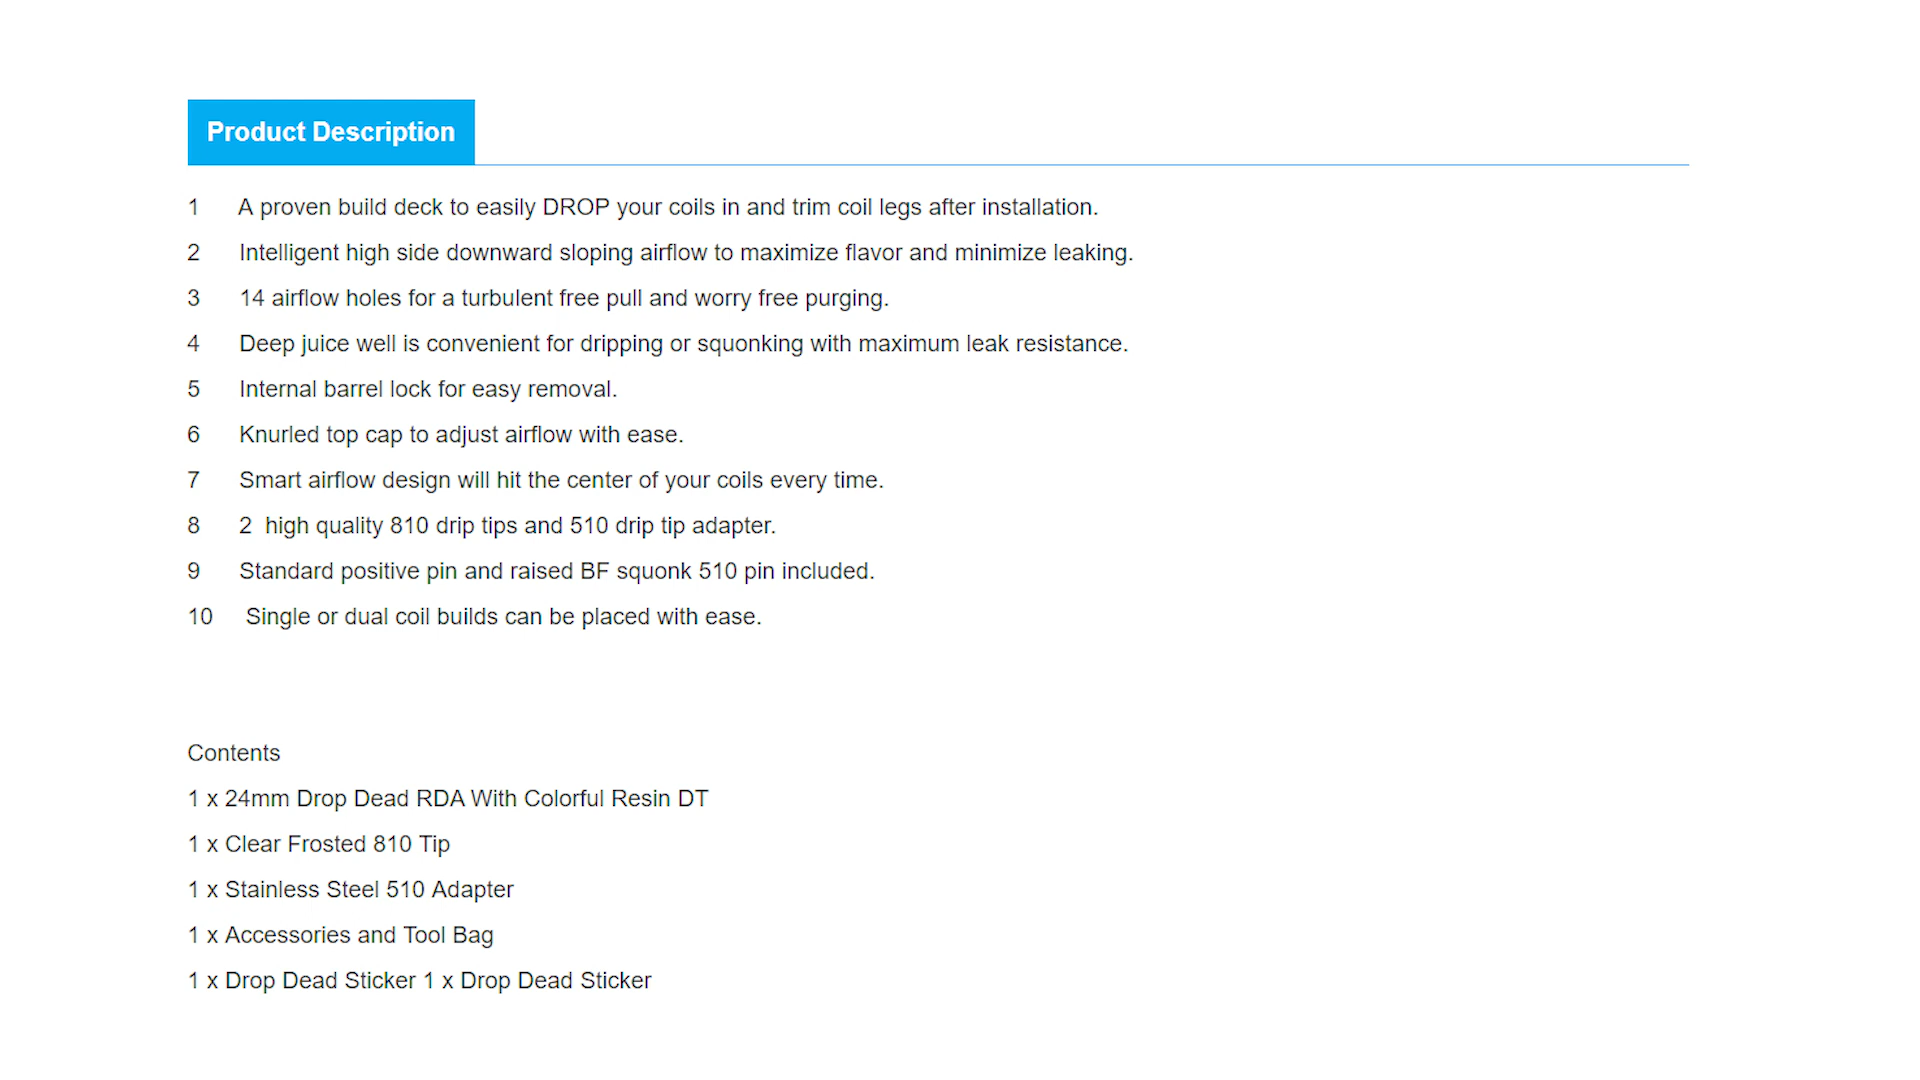 Product Description
1 A proven build deck to easily DROP your coils in and trim coil legs after installation.
2 Intelligent high side downward sloping airflow to maximize flavor and minimize leaking.
3 14 airflow holes for a turbulent free pull and worry free purging.
4 Deep juice well is convenient for dripping or squonking with maximum leak resistance.
5 Internal barrel lock for easy removal.
6 Knurled top cap to adjust airflow with ease.
7 Smart airflow design will hit the center of your coils every time.
8 2 high quality 810 drip tips and 510 drip tip adapter.
9 Standard positive pin and raised BF squonk 510 pin included.
10 Single or dual coil builds can be placed with ease.
Contents
1 x 24mm Drop Dead RDA With Colorful Resin DT
1 x Clear Frosted 810 Tip
1 x Stainless Steel 510 Adapter
1 x Accessories and Tool Bag
1 x Drop Dead Sticker 1 x Drop Dead Sticker